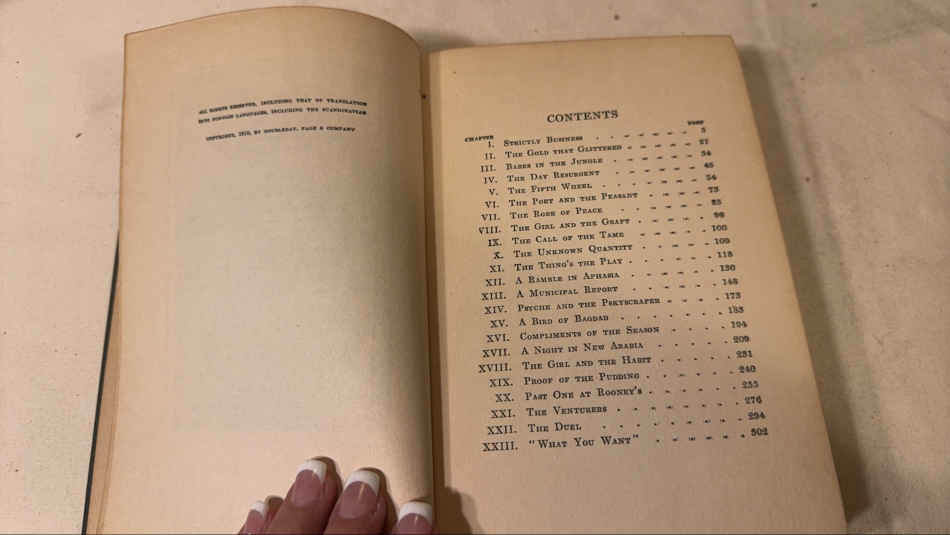 ALL RIGHTS RESERVED, INCLUDING THAT OF TRANSLATION
INTO FOREIGN LANGUAGES, INCLUDING THE SCANDINAVIAN
COPYRIGHT, 1910, BY DOUBLEDAY, PAGE & COMPANY
CONTENTS
CHAPTER PAGE
I. STRICTLY BUSINESS 3
II. THE GOLD THAT GLITTERED 21
III. BABES IN THE JUNGLE 34
IV. THE DAY RESURGENT 45
V. THE FIFTH WHEEL 54
VI. THE POET AND THE PEASANT 73
VII. THE ROBE OF PEACE 85
VIII. THE GIRL AND THE GRAFT 96
IX. THE CALL OF THE TAME 100
X. THE UNKNOWN QUANTITY 109
XI. THE THING'S THE PLAY 118
XII. A RAMBLE IN APHASIA 130
XIII. A MUNICIPAL REPORT 148
XIV. PSYCHE AND THE PSKYSCRAPER 173
XV. A BIRD OF BAGDAD 183
XVI. COMPLIMENTS OF THE SEASON 194
XVII. A NIGHT IN NEW ARABIA 209
XVIII. THE GIRL AND THE HABIT 231
XIX. PROOF OF THE PUDDING 240
XX. PAST ONE AT ROONEY'S 255
XXI. THE VENTURERS 276
XXII. THE DUEL 294
XXIII. "WHAT YOU WANT" 302